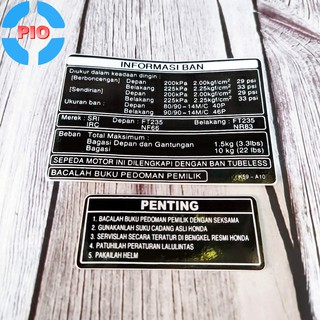 PIO
INFORMASI BAN
Diukur dalam keadaan dingin :
(Berboncengan) Depan 200kPa 2.00kgf/cm² 29 psi
Belakang 225kPa 2.25kgf/cm² 33 psi
(Sendirian) Depan 200kPa 2.00kgf/cm² 29 psi
Belakang 225kPa 2.25kgf/cm² 33 psi
Ukuran ban : Depan 80/90-14M/C 40P
Belakang 90/90-14M/C 46P
Merek : SRI Depan : FT235 Belakang : FT235
IRC NF66 NR83
Beban Total Maksimum :
Bagasi Depan dan Gantungan 1.5kg (3.3lbs)
Bagasi 10 kg (22 lbs)
SEPEDA MOTOR INI DILENGKAPI DENGAN BAN TUBELESS
BACALAH BUKU PEDOMAN PEMILIK
PENTING
1. BACALAH BUKU PEDOMAN PEMILIK DENGAN SEKSAMA
2. GUNAKANLAH SUKU CADANG ASLI HONDA
3. SERVISLAH SECARA TERATUR DI BENGKEL RESMI HONDA
4. PATUHILAH PERATURAN LALULINTAS
5. PAKAILAH HELM